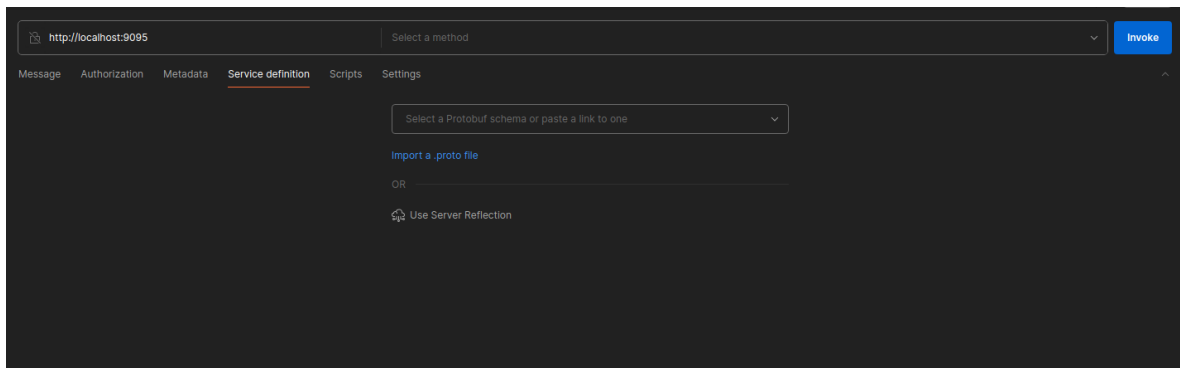 http://localhost:9095 Select a method Invoke
Message Authorization Metadata Service definition Scripts Settings
Select a Protobuf schema or paste a link to one
Import a .proto file
OR
Use Server Reflection